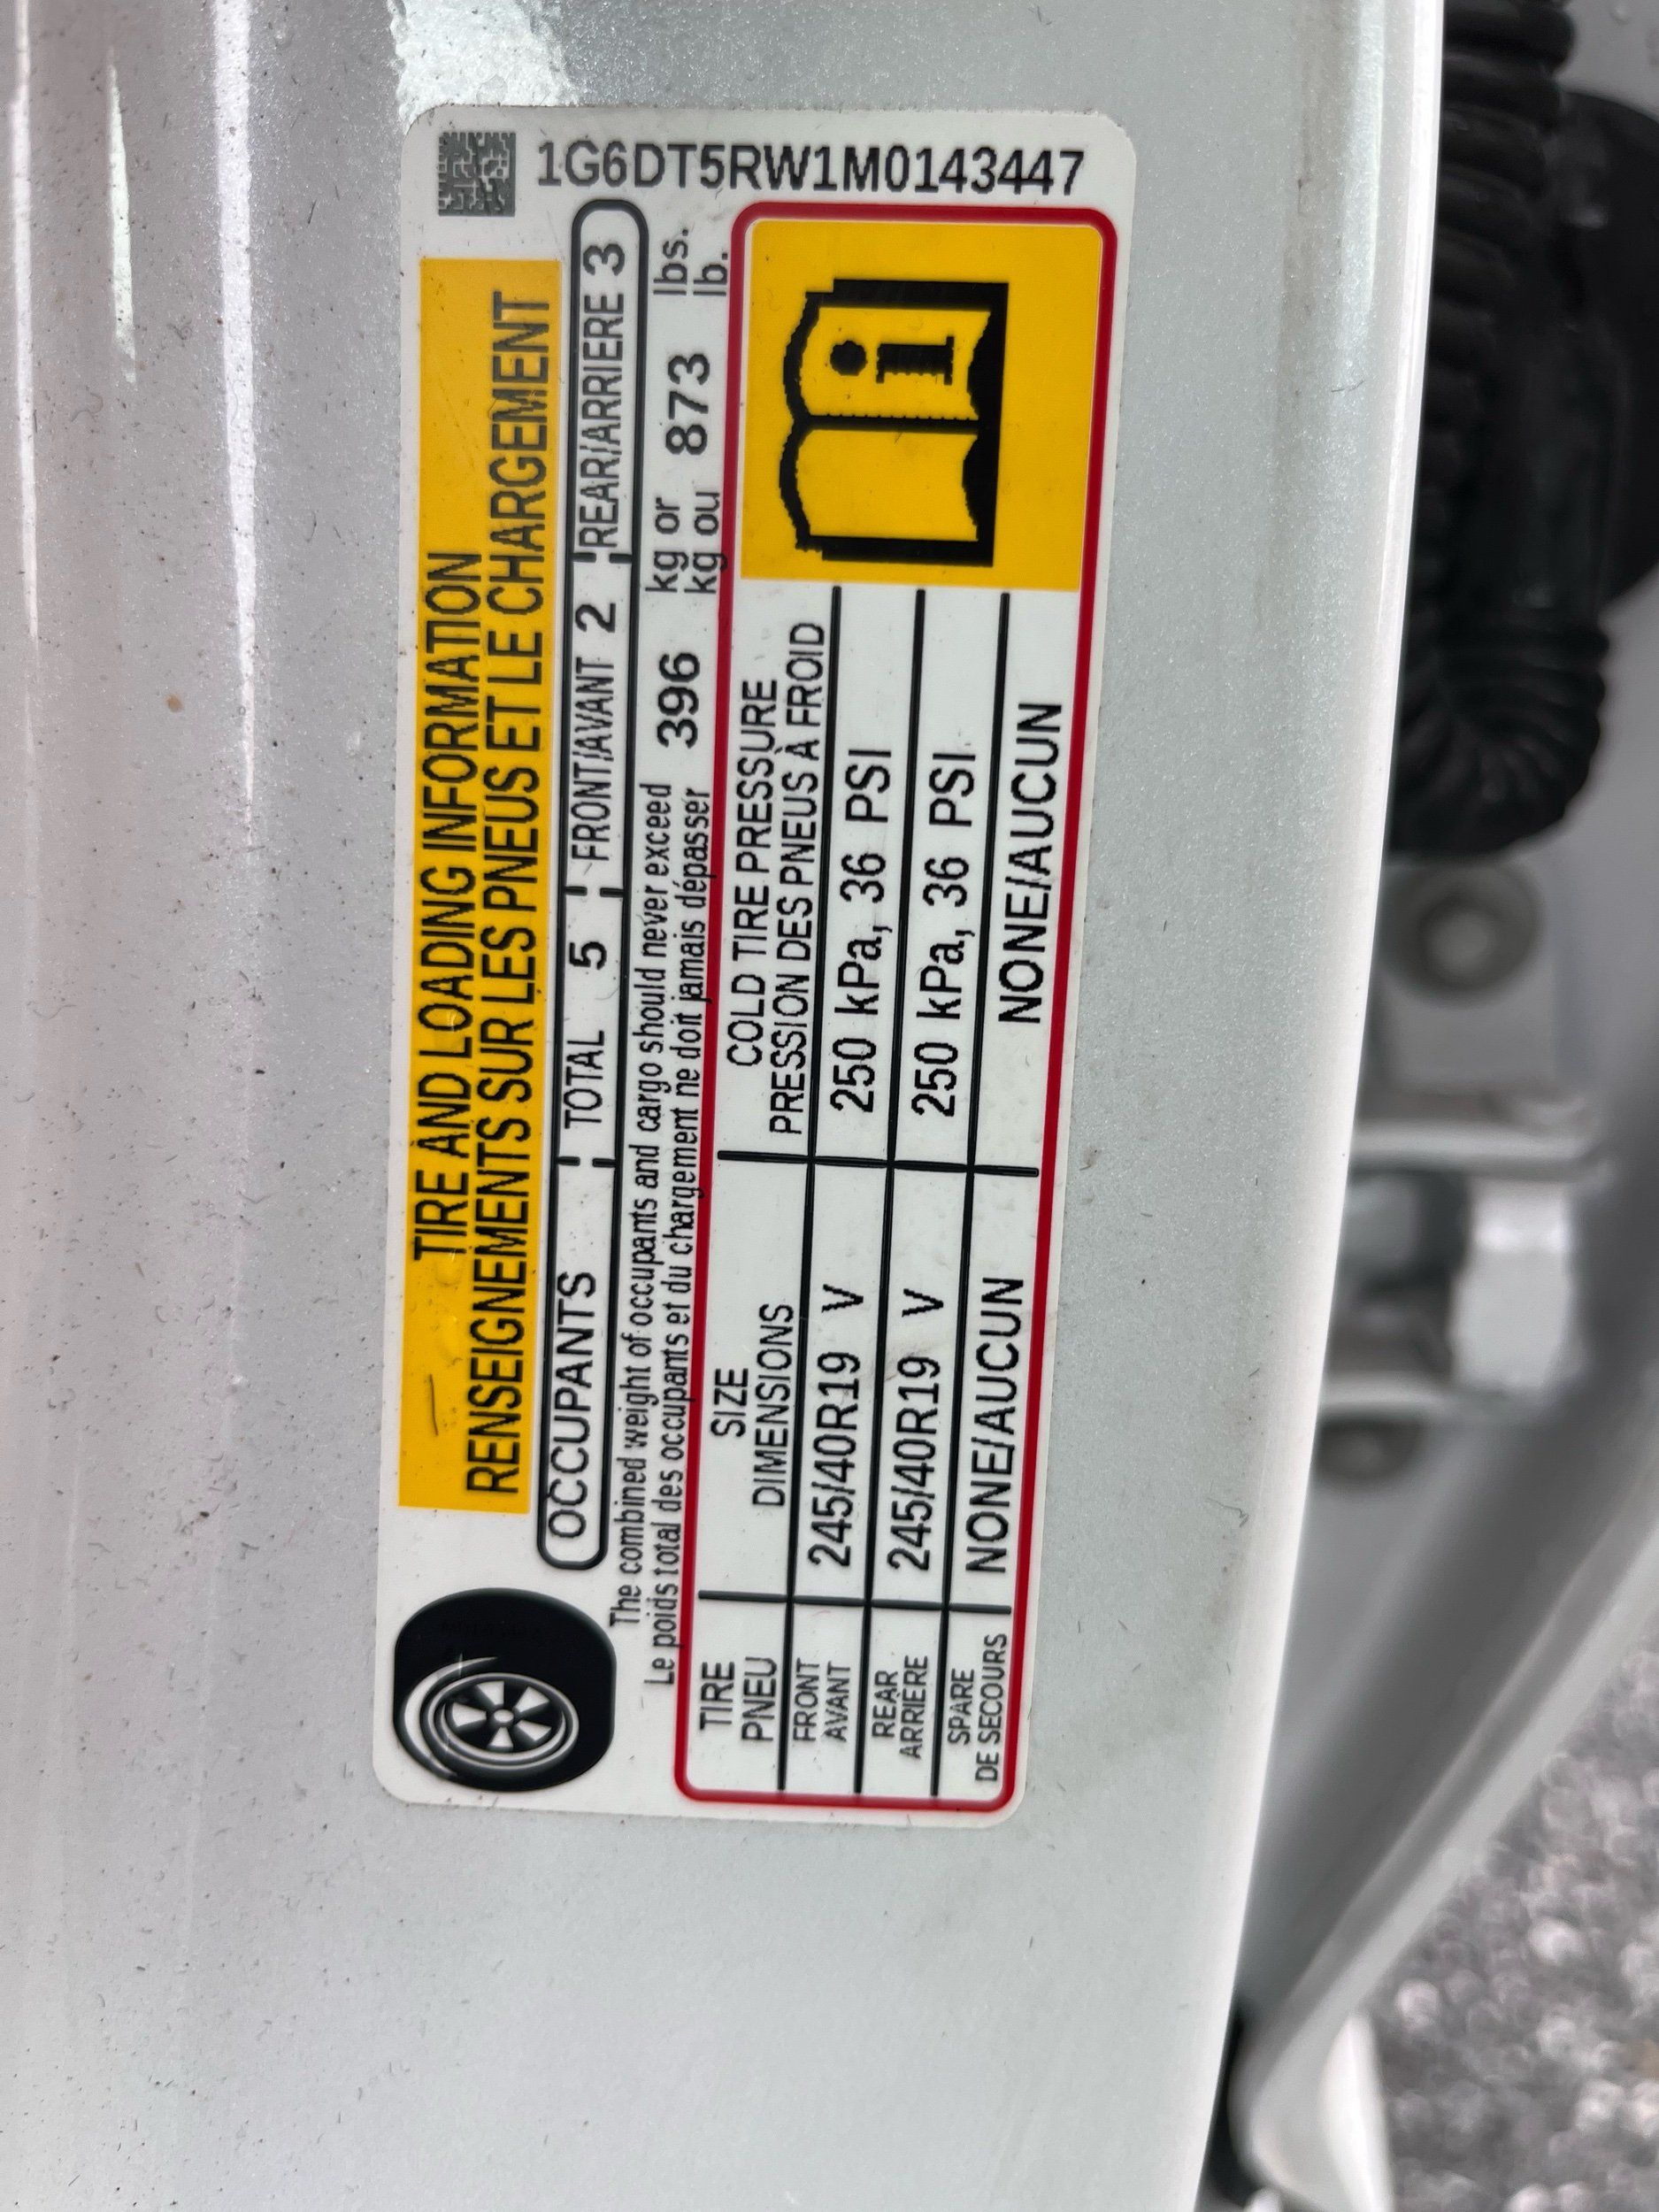 1G6DT5RW1M0143447
TIRE AND LOADING INFORMATION
RENSEIGNEMENTS SUR LES PNEUS ET LE CHARGEMENT
OCCUPANTS TOTAL 5 FRONT/AVANT 2 REAR/ARRIERE 3
The combined weight of occupants and cargo should never exceed 396 kg or 873 lbs.
Le poids total des occupants et du chargement ne doit jamais dépasser kg ou lb.
TIRE SIZE COLD TIRE PRESSURE
PNEU DIMENSIONS PRESSION DES PNEUS À FROID
FRONT 245/40R19 V 250 kPa, 36 PSI
AVANT
REAR 245/40R19 V 250 kPa, 36 PSI
ARRIÈRE
SPARE NONE/AUCUN NONE/AUCUN
DE SECOURS
i